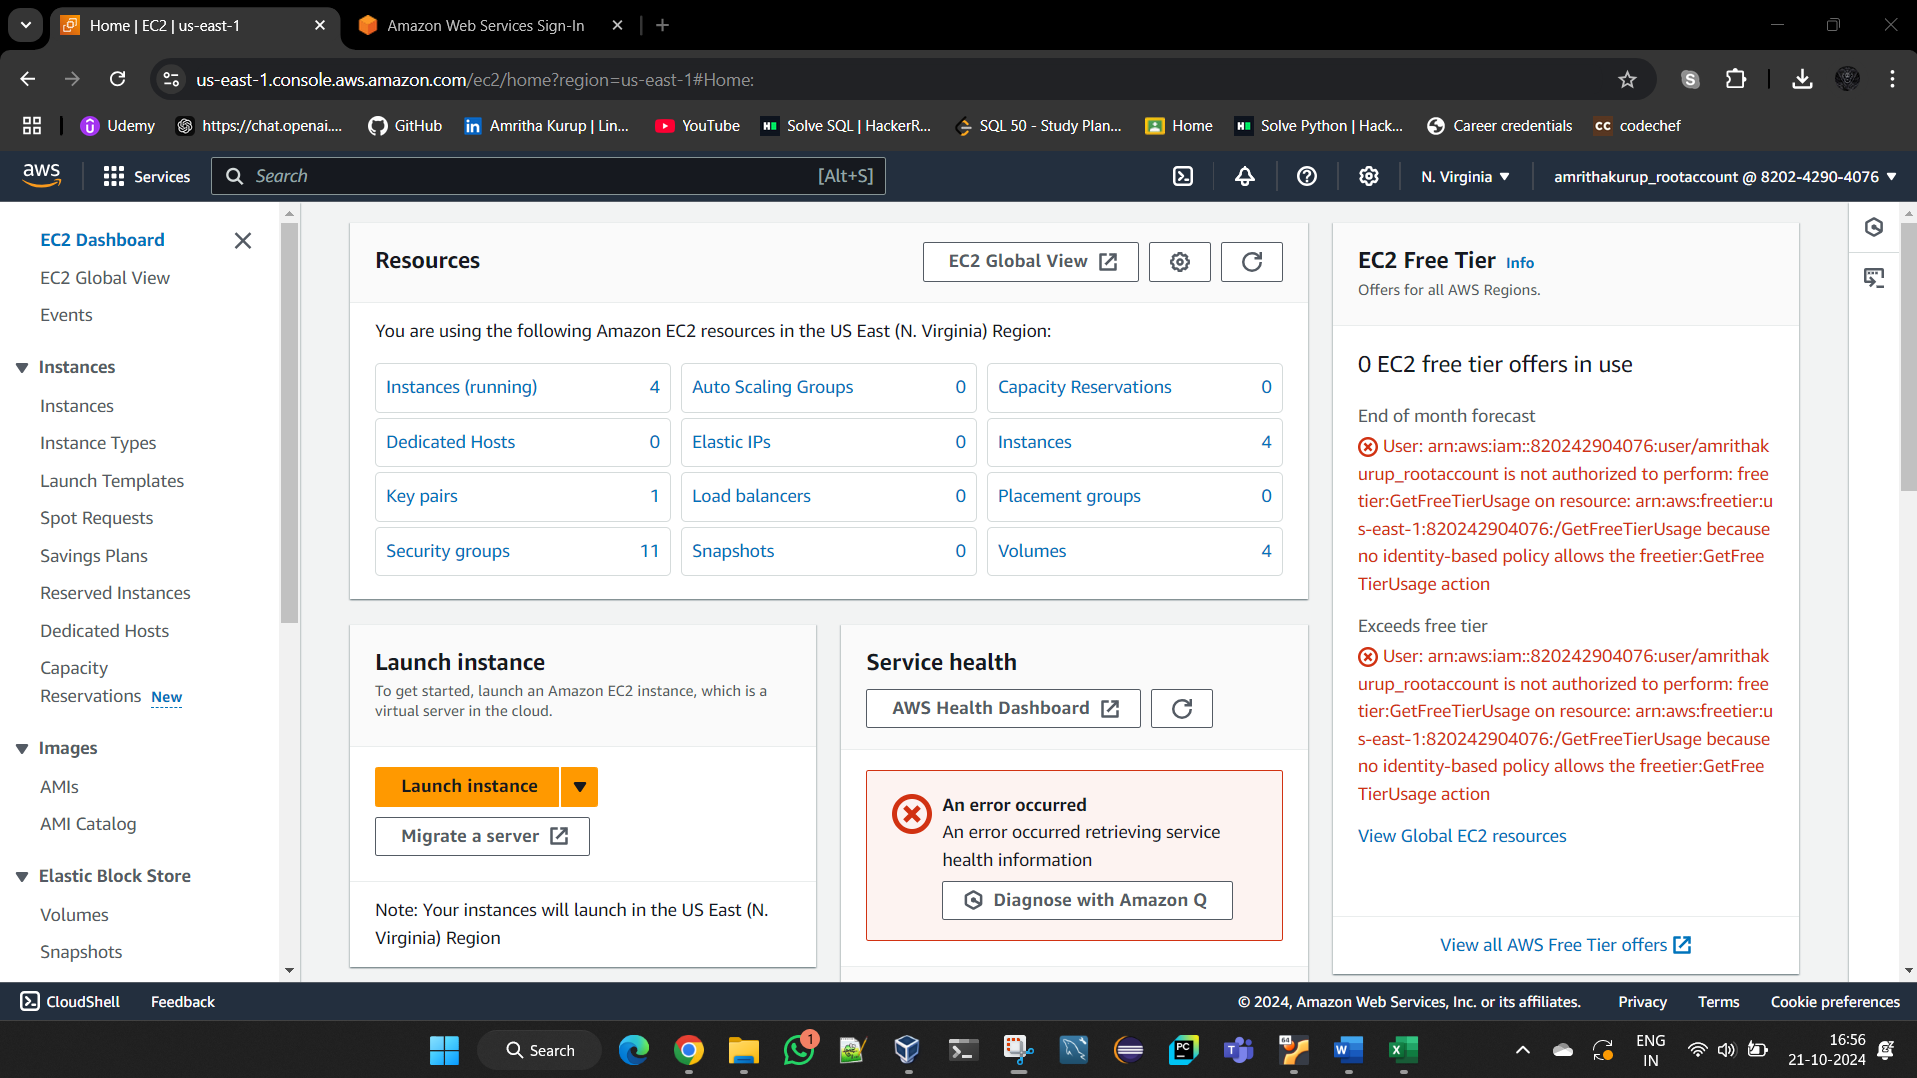 Home | EC2 | us-east-1
Amazon Web Services Sign-In
us-east-1.console.aws.amazon.com/ec2/home?region=us-east-1#Home:
Udemy
https://chat.openai....
GitHub
Amritha Kurup | Lin...
YouTube
Solve SQL | HackerR...
SQL 50 - Study Plan...
Home
Solve Python | Hack...
Career credentials
codechef
aws
Services
Search
[Alt+S]
N. Virginia
amrithakurup_rootaccount @ 8202-4290-4076
EC2 Dashboard
EC2 Global View
Events
Instances
Instances
Instance Types
Launch Templates
Spot Requests
Savings Plans
Reserved Instances
Dedicated Hosts
Capacity
Reservations New
Images
AMIs
AMI Catalog
Elastic Block Store
Volumes
Snapshots
Resources
EC2 Global View
You are using the following Amazon EC2 resources in the US East (N. Virginia) Region:
Instances (running) 4
Auto Scaling Groups 0
Capacity Reservations 0
Dedicated Hosts 0
Elastic IPs 0
Instances 4
Key pairs 1
Load balancers 0
Placement groups 0
Security groups 11
Snapshots 0
Volumes 4
Launch instance
To get started, launch an Amazon EC2 instance, which is a
virtual server in the cloud.
Launch instance
Migrate a server
Note: Your instances will launch in the US East (N.
Virginia) Region
Service health
AWS Health Dashboard
An error occurred
An error occurred retrieving service
health information
Diagnose with Amazon Q
EC2 Free Tier Info
Offers for all AWS Regions.
0 EC2 free tier offers in use
End of month forecast
User: arn:aws:iam::820242904076:user/amrithak
urup_rootaccount is not authorized to perform: free
tier:GetFreeTierUsage on resource: arn:aws:freetier:u
s-east-1:820242904076:/GetFreeTierUsage because
no identity-based policy allows the freetier:GetFree
TierUsage action
Exceeds free tier
User: arn:aws:iam::820242904076:user/amrithak
urup_rootaccount is not authorized to perform: free
tier:GetFreeTierUsage on resource: arn:aws:freetier:u
s-east-1:820242904076:/GetFreeTierUsage because
no identity-based policy allows the freetier:GetFree
TierUsage action
View Global EC2 resources
View all AWS Free Tier offers
CloudShell
Feedback
© 2024, Amazon Web Services, Inc. or its affiliates.
Privacy
Terms
Cookie preferences
Search
1
ENG
IN
16:56
21-10-2024